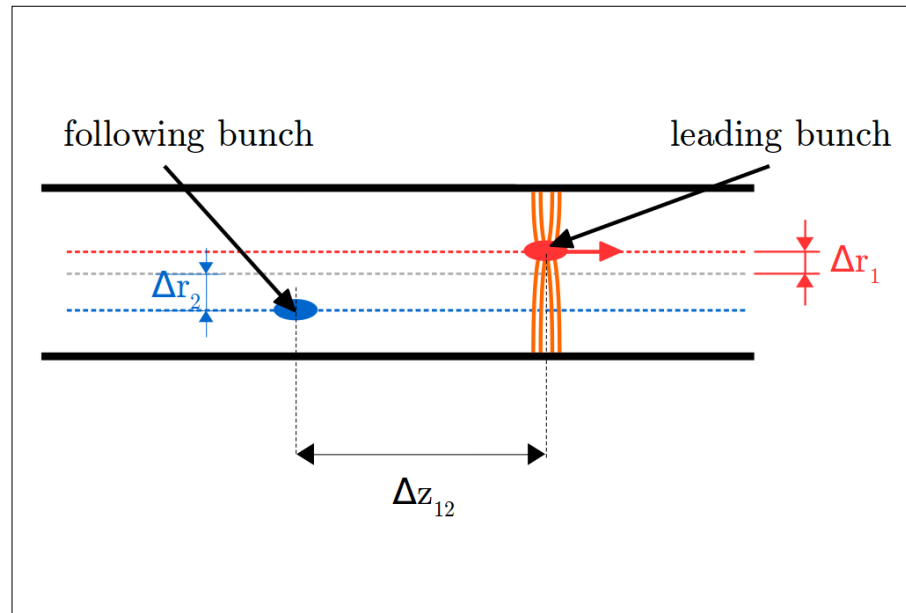 following bunch
leading bunch
Δr₂
Δr₁
Δz₁₂